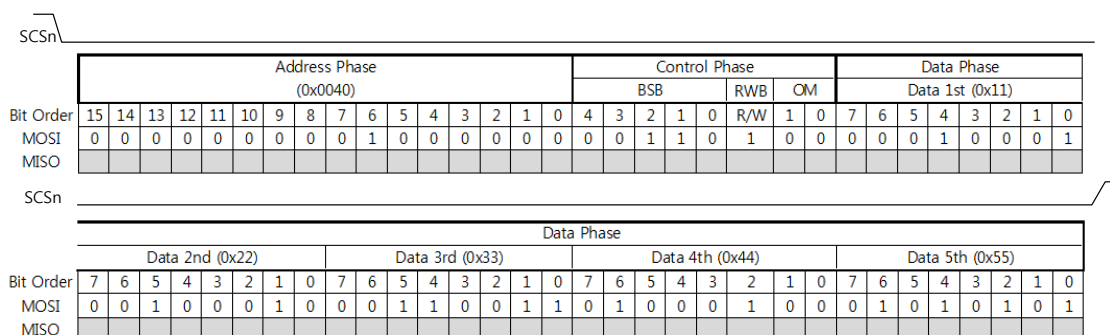 SCSn
Address Phase Control Phase Data Phase
(0x0040) BSB RWB OM Data 1st (0x11)
Bit Order 15 14 13 12 11 10 9 8 7 6 5 4 3 2 1 0 4 3 2 1 0 R/W 1 0 7 6 5 4 3 2 1 0
MOSI 0 0 0 0 0 0 0 0 0 1 0 0 0 0 0 0 0 0 1 1 0 1 0 0 0 0 0 1 0 0 0 1
MISO
SCSn
Data Phase
Data 2nd (0x22) Data 3rd (0x33) Data 4th (0x44) Data 5th (0x55)
Bit Order 7 6 5 4 3 2 1 0 7 6 5 4 3 2 1 0 7 6 5 4 3 2 1 0 7 6 5 4 3 2 1 0
MOSI 0 0 1 0 0 0 1 0 0 0 1 1 0 0 1 1 0 1 0 0 0 1 0 0 0 1 0 1 0 1 0 1
MISO